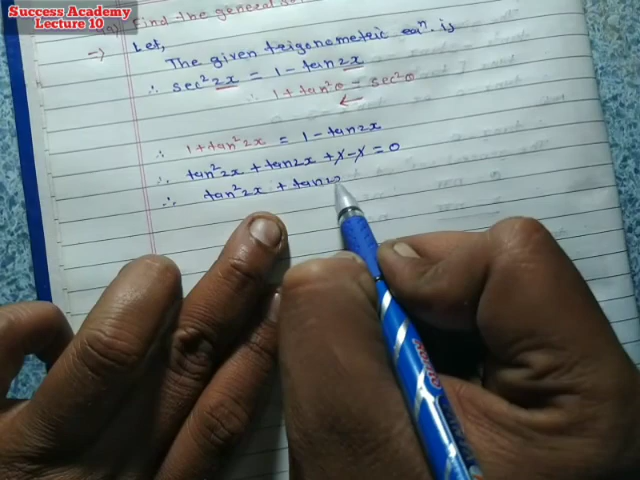 Success Academy
Lecture 10
Find the general
→ Let,
The given trigonometric eqⁿ. is
∴ sec²2x = 1 - tan2x
∴ 1 + tan²θ = sec²θ
∴ 1 + tan²2x = 1 - tan2x
∴ tan²2x + tan2x + 1 - 1 = 0
∴ tan²2x + tan2